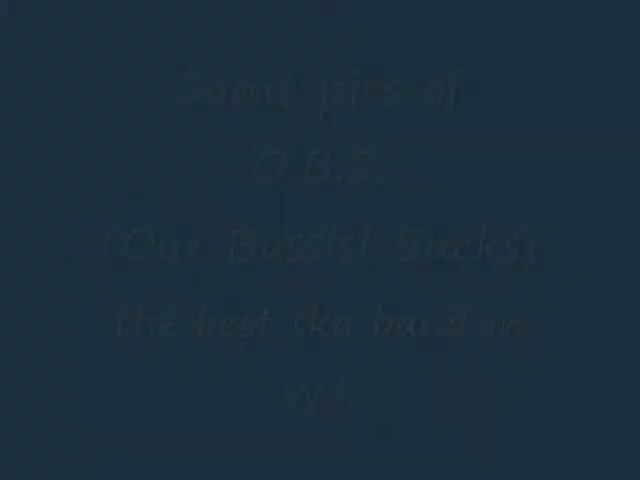 Some pics of
O.B.S.
(Our Bassist Sucks)
the best ska band in
WI